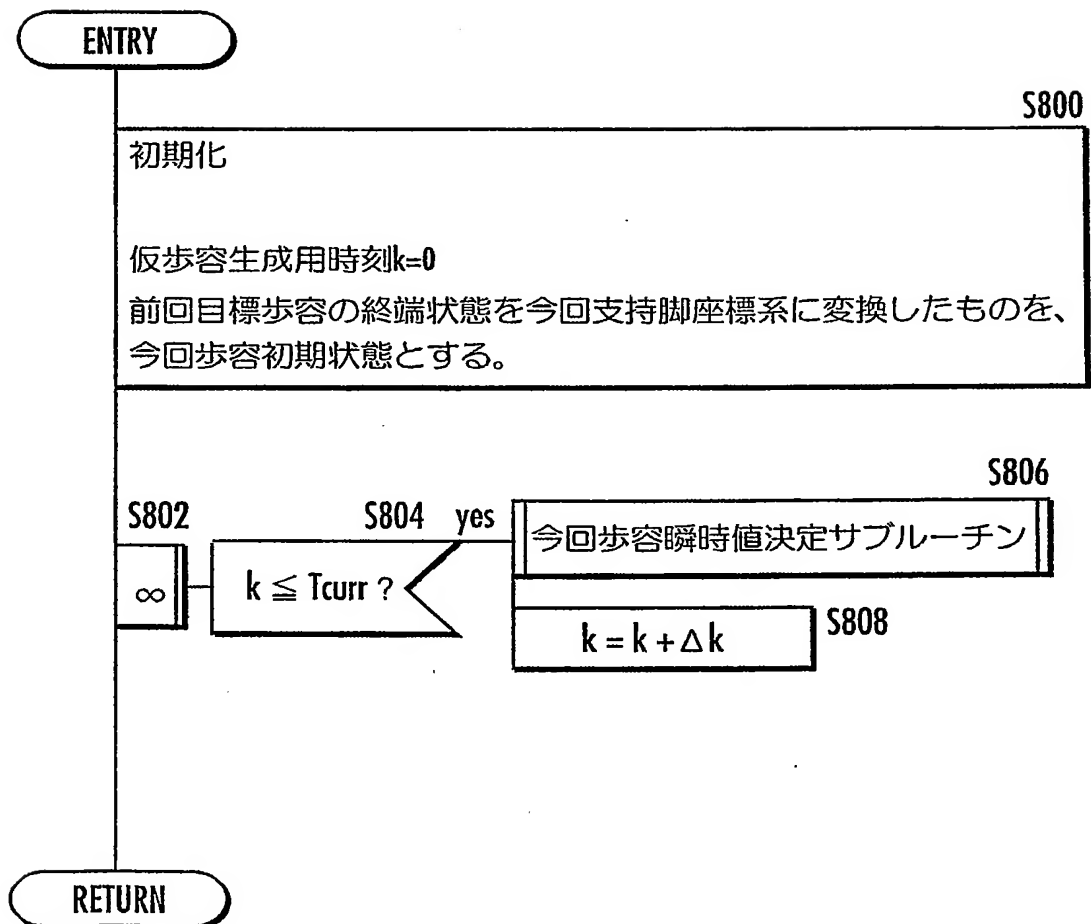 ENTRY
S800
初期化
仮歩容生成用時刻k=0
前回目標歩容の終端状態を今回支持脚座標系に変換したものを、
今回歩容初期状態とする。
S802
∞
S804
k ≦ Tcurr ?
yes
S806
今回歩容瞬時値決定サブルーチン
S808
k = k + Δk
RETURN